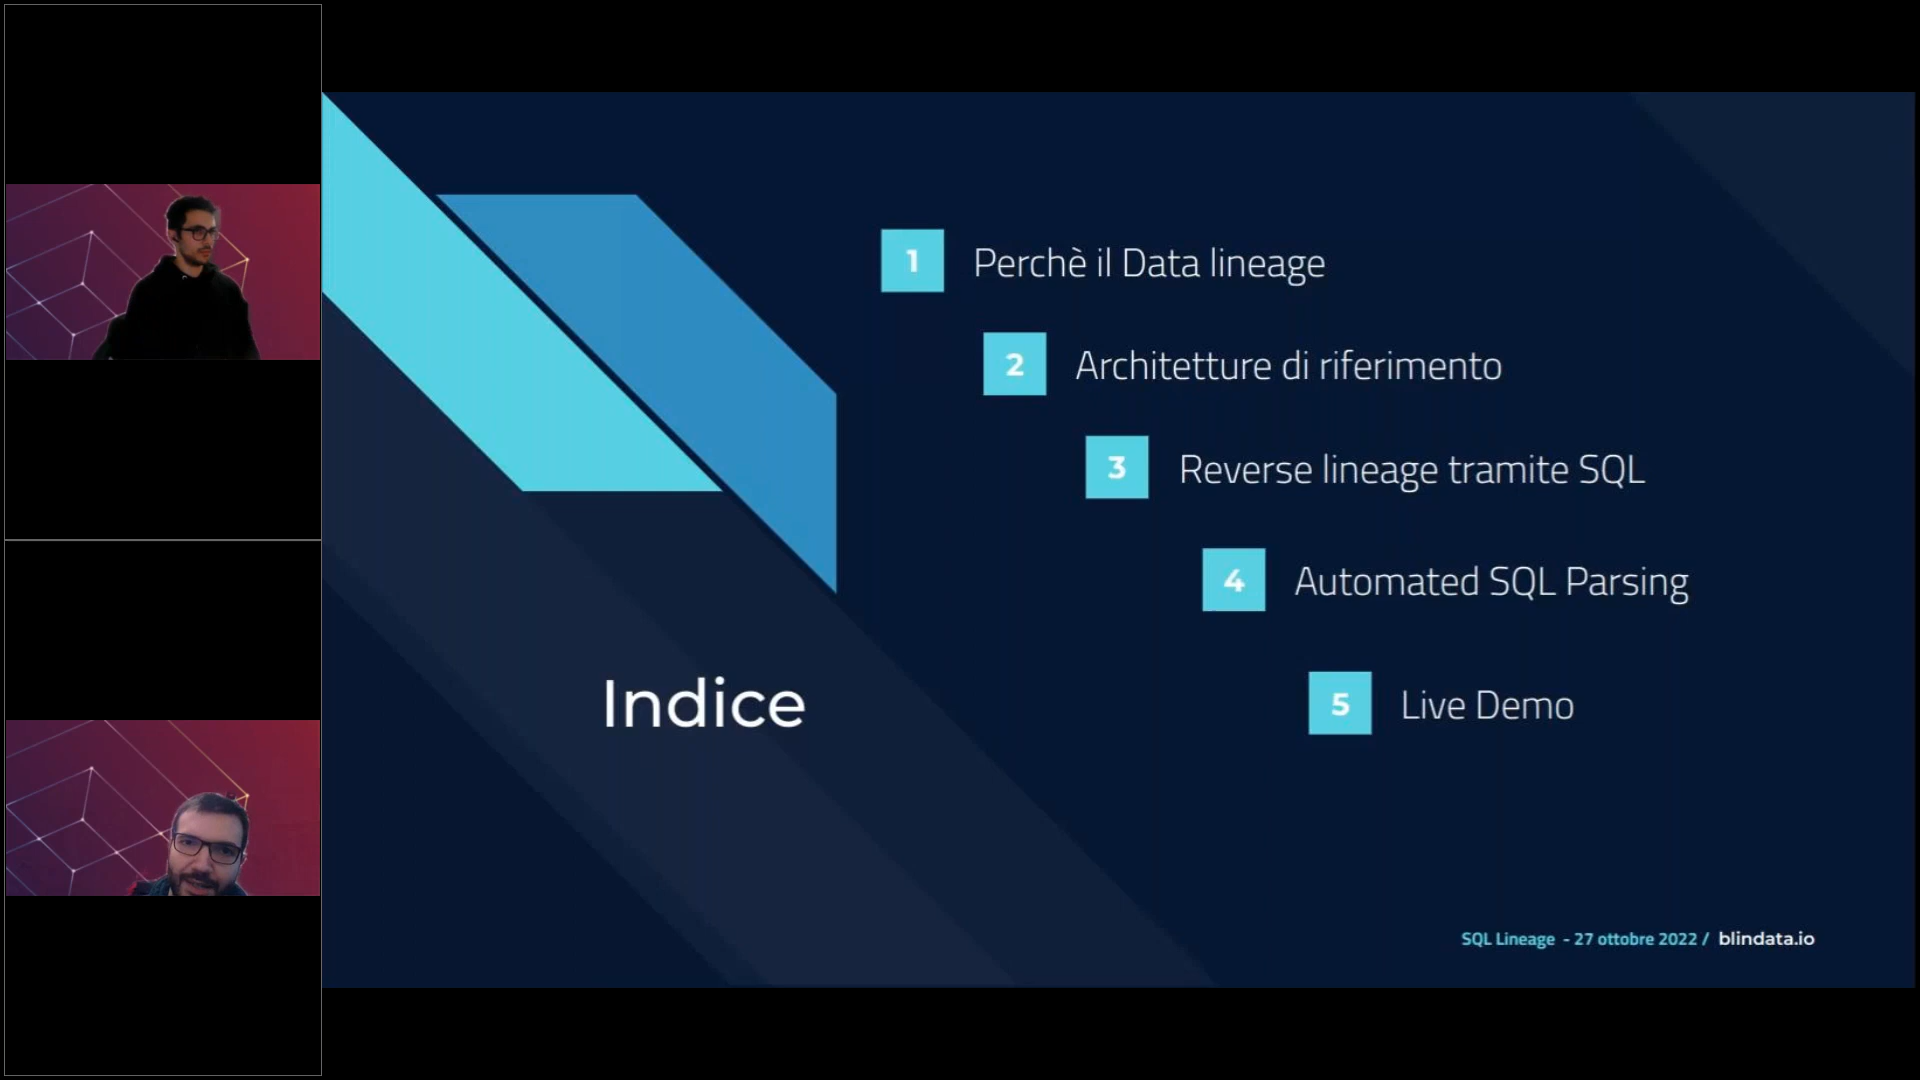 1 Perchè il Data lineage
2 Architetture di riferimento
3 Reverse lineage tramite SQL
4 Automated SQL Parsing
5 Live Demo
Indice
SQL Lineage - 27 ottobre 2022 / blindata.io